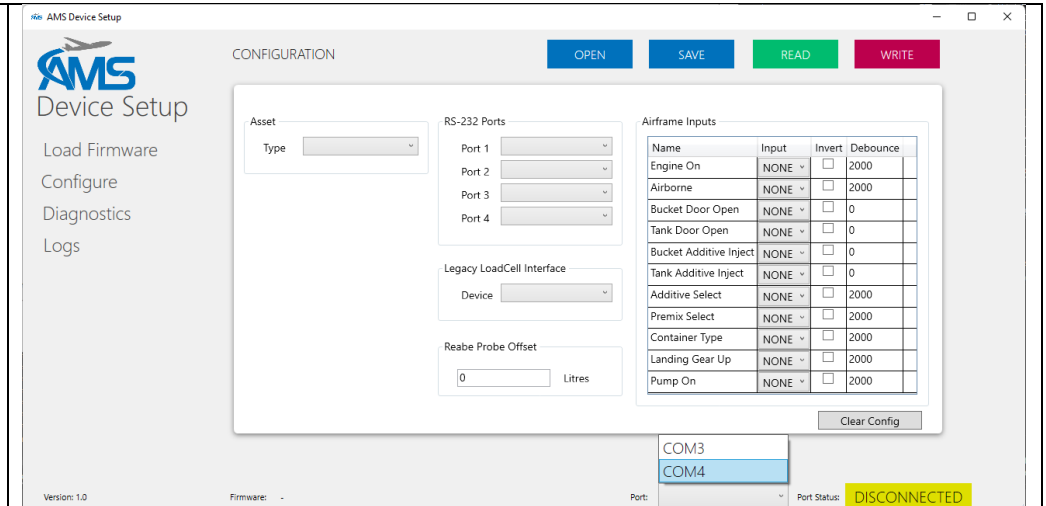 AMS Device Setup
AMS
Device Setup
Load Firmware
Configure
Diagnostics
Logs
CONFIGURATION
OPEN SAVE READ WRITE
Asset
Type
RS-232 Ports
Port 1
Port 2
Port 3
Port 4
Legacy LoadCell Interface
Device
Reabe Probe Offset
0 Litres
Airframe Inputs
Name Input Invert Debounce
Engine On NONE 2000
Airborne NONE 2000
Bucket Door Open NONE 0
Tank Door Open NONE 0
Bucket Additive Inject NONE 0
Tank Additive Inject NONE 0
Additive Select NONE 2000
Premix Select NONE 2000
Container Type NONE 2000
Landing Gear Up NONE 2000
Pump On NONE 2000
Clear Config
COM3
COM4
Version: 1.0 Firmware: - Port: Port Status: DISCONNECTED